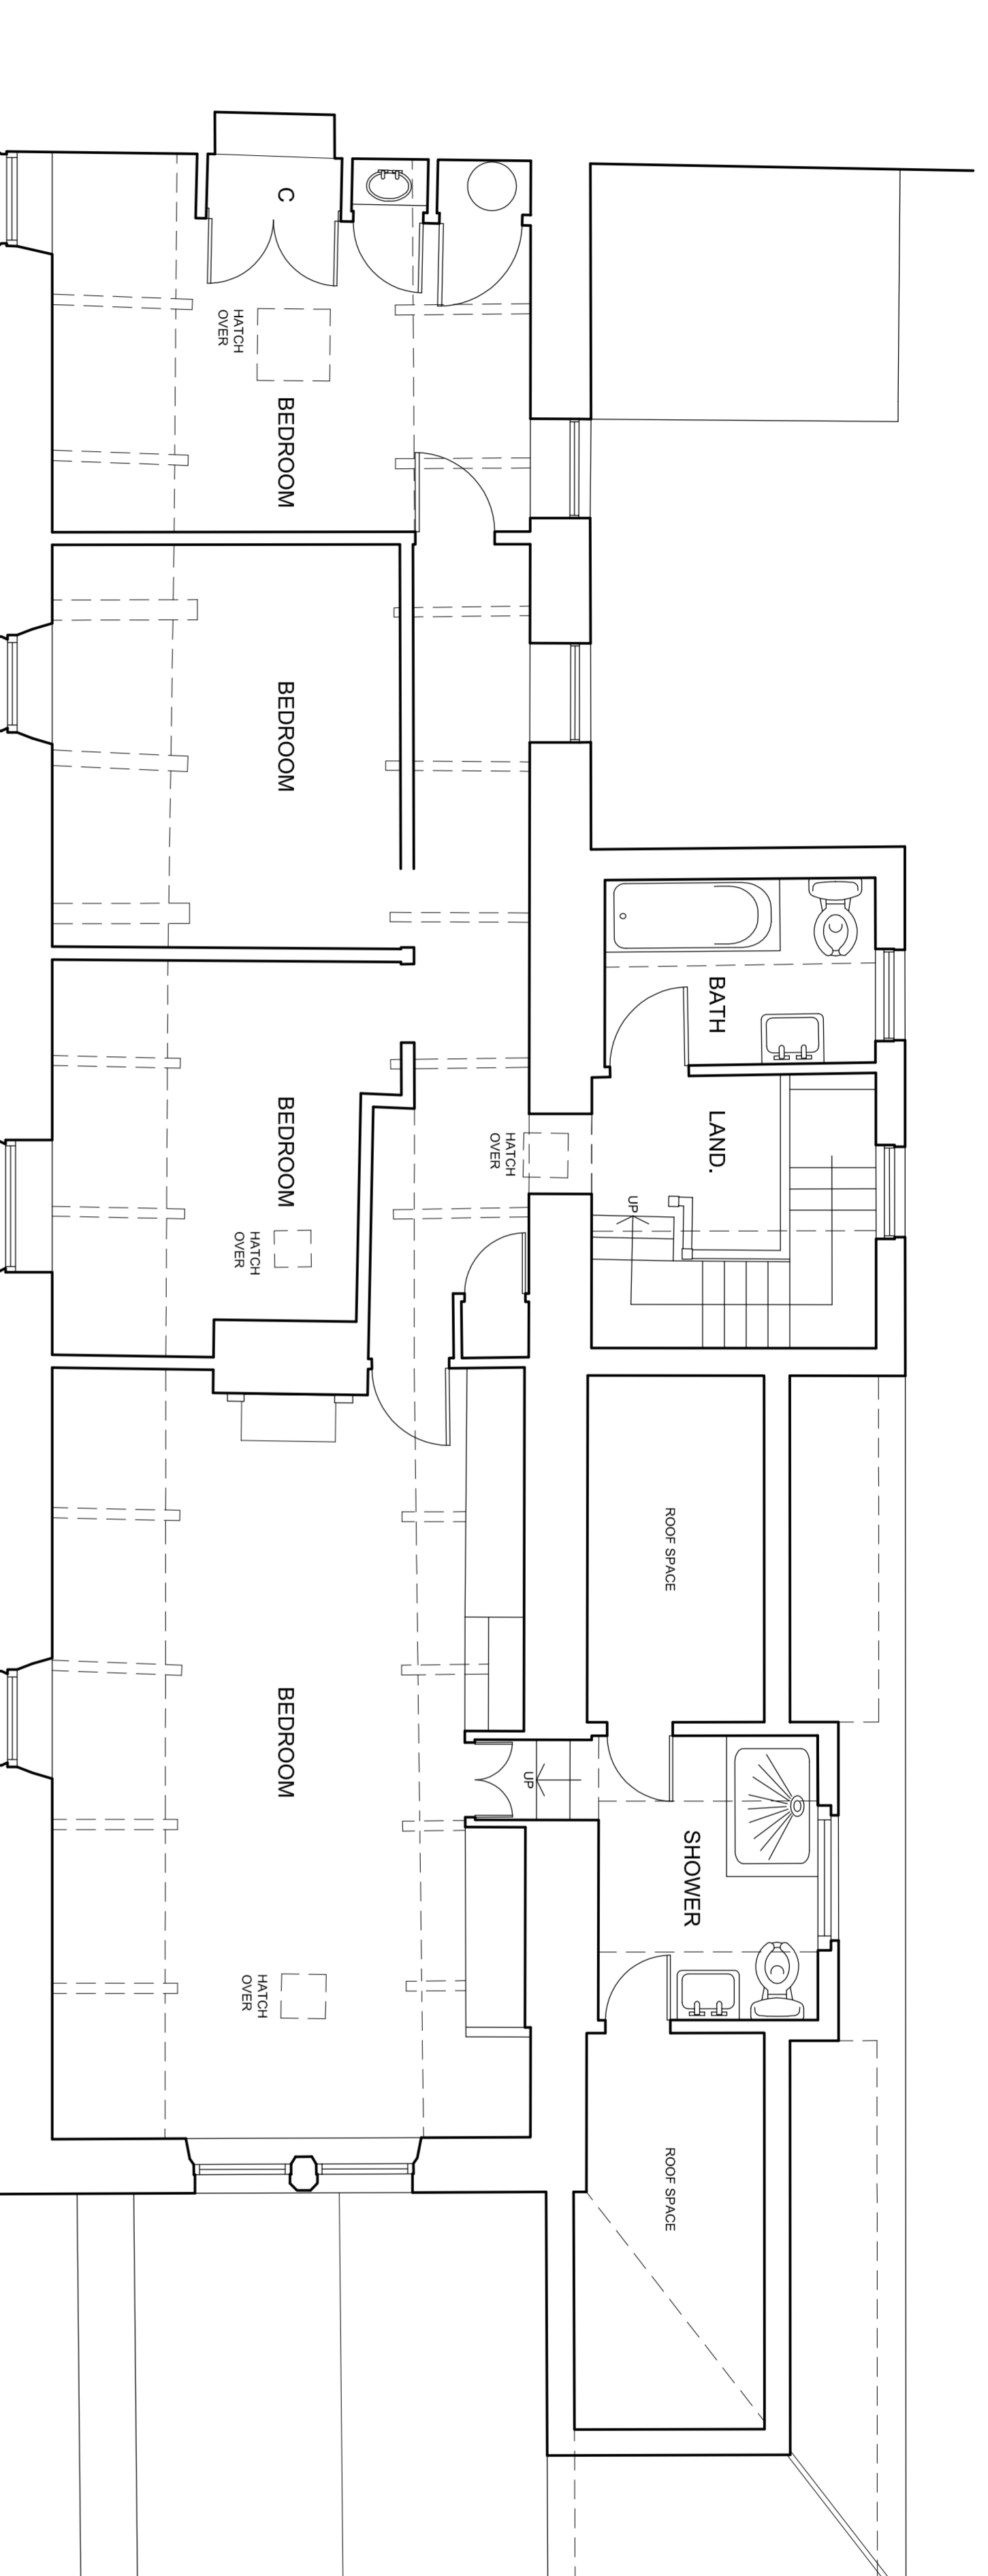 C
HATCH
OVER
BEDROOM
BEDROOM
BATH
LAND.
UP
HATCH
OVER
BEDROOM
HATCH
OVER
ROOF SPACE
BEDROOM
UP
SHOWER
HATCH
OVER
ROOF SPACE